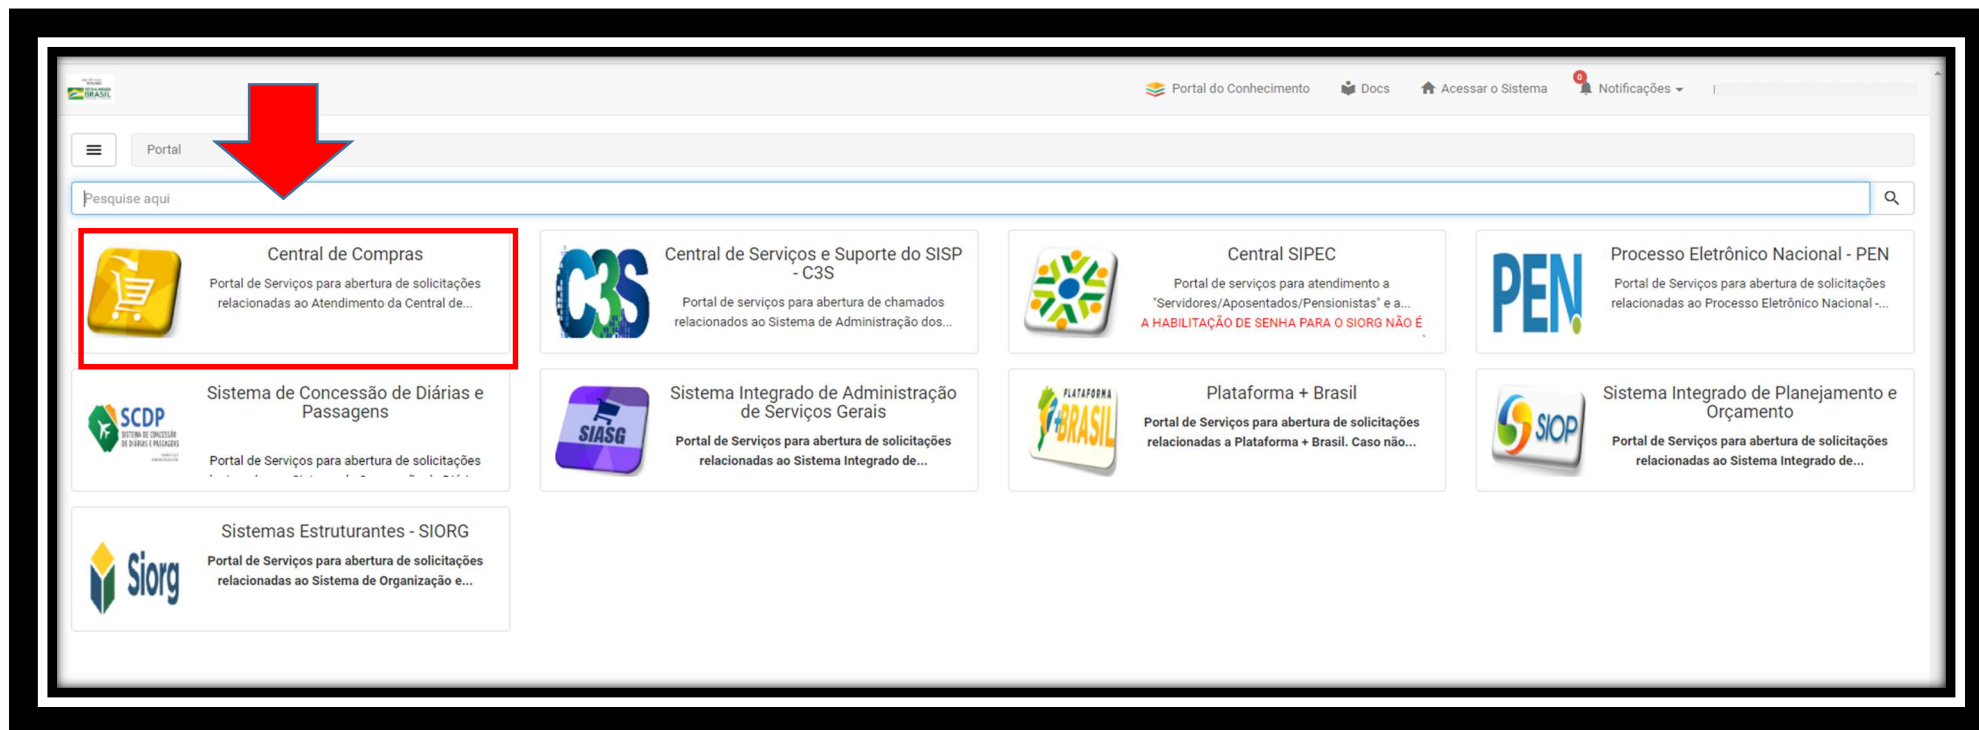 BRASIL
Portal do Conhecimento
Docs
Acessar o Sistema
0
Notificações
Portal
Pesquise aqui
Central de Compras
Portal de Serviços para abertura de solicitações
relacionadas ao Atendimento da Central de...
C3S
Central de Serviços e Suporte do SISP
- C3S
Portal de serviços para abertura de chamados
relacionados ao Sistema de Administração dos...
Central SIPEC
Portal de serviços para atendimento a
"Servidores/Aposentados/Pensionistas" e a...
A HABILITAÇÃO DE SENHA PARA O SIORG NÃO É
PEN
Processo Eletrônico Nacional - PEN
Portal de Serviços para abertura de solicitações
relacionadas ao Processo Eletrônico Nacional -...
SCDP
SISTEMA DE CONCESSÃO
DE DIÁRIAS E PASSAGENS
Sistema de Concessão de Diárias e
Passagens
Portal de Serviços para abertura de solicitações
SIASG
Sistema Integrado de Administração
de Serviços Gerais
Portal de Serviços para abertura de solicitações
relacionadas ao Sistema Integrado de...
PLATAFORMA
+BRASIL
Plataforma + Brasil
Portal de Serviços para abertura de solicitações
relacionadas a Plataforma + Brasil. Caso não...
SIOP
Sistema Integrado de Planejamento e
Orçamento
Portal de Serviços para abertura de solicitações
relacionadas ao Sistema Integrado de...
Siorg
Sistemas Estruturantes - SIORG
Portal de Serviços para abertura de solicitações
relacionadas ao Sistema de Organização e...